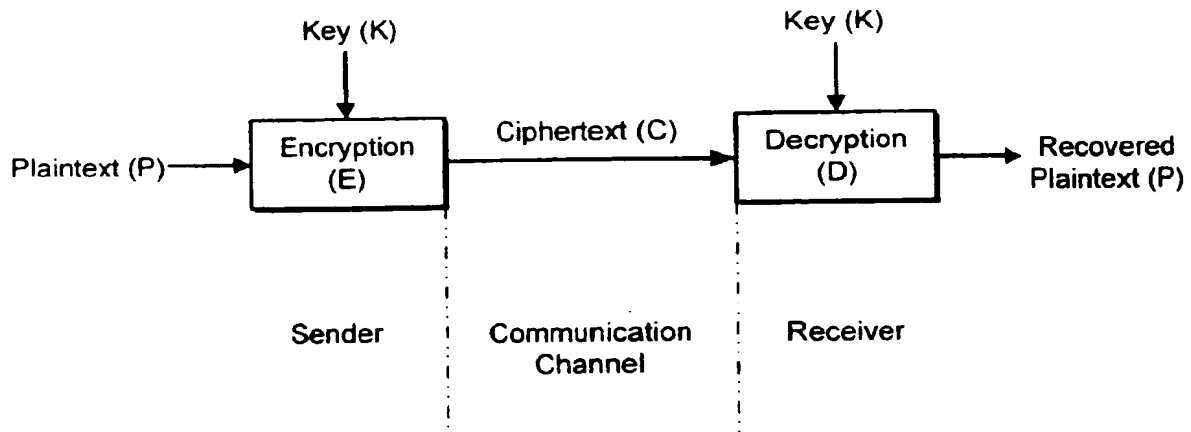 Key (K)
Key (K)
Plaintext (P)
Encryption
(E)
Ciphertext (C)
Decryption
(D)
Recovered
Plaintext (P)
Sender
Communication
Channel
Receiver